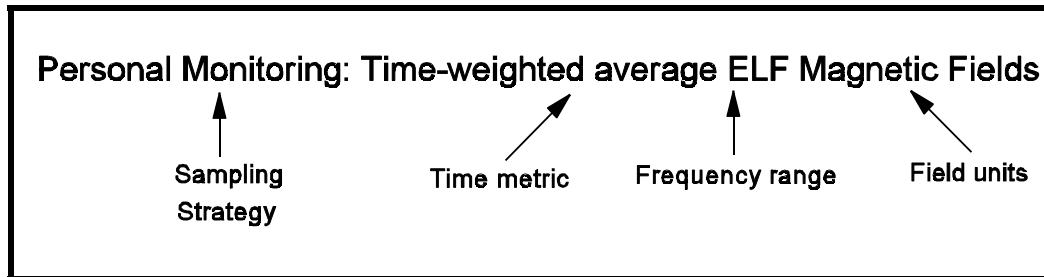 Personal Monitoring: Time-weighted average ELF Magnetic Fields
Sampling
Strategy
Time metric
Frequency range
Field units